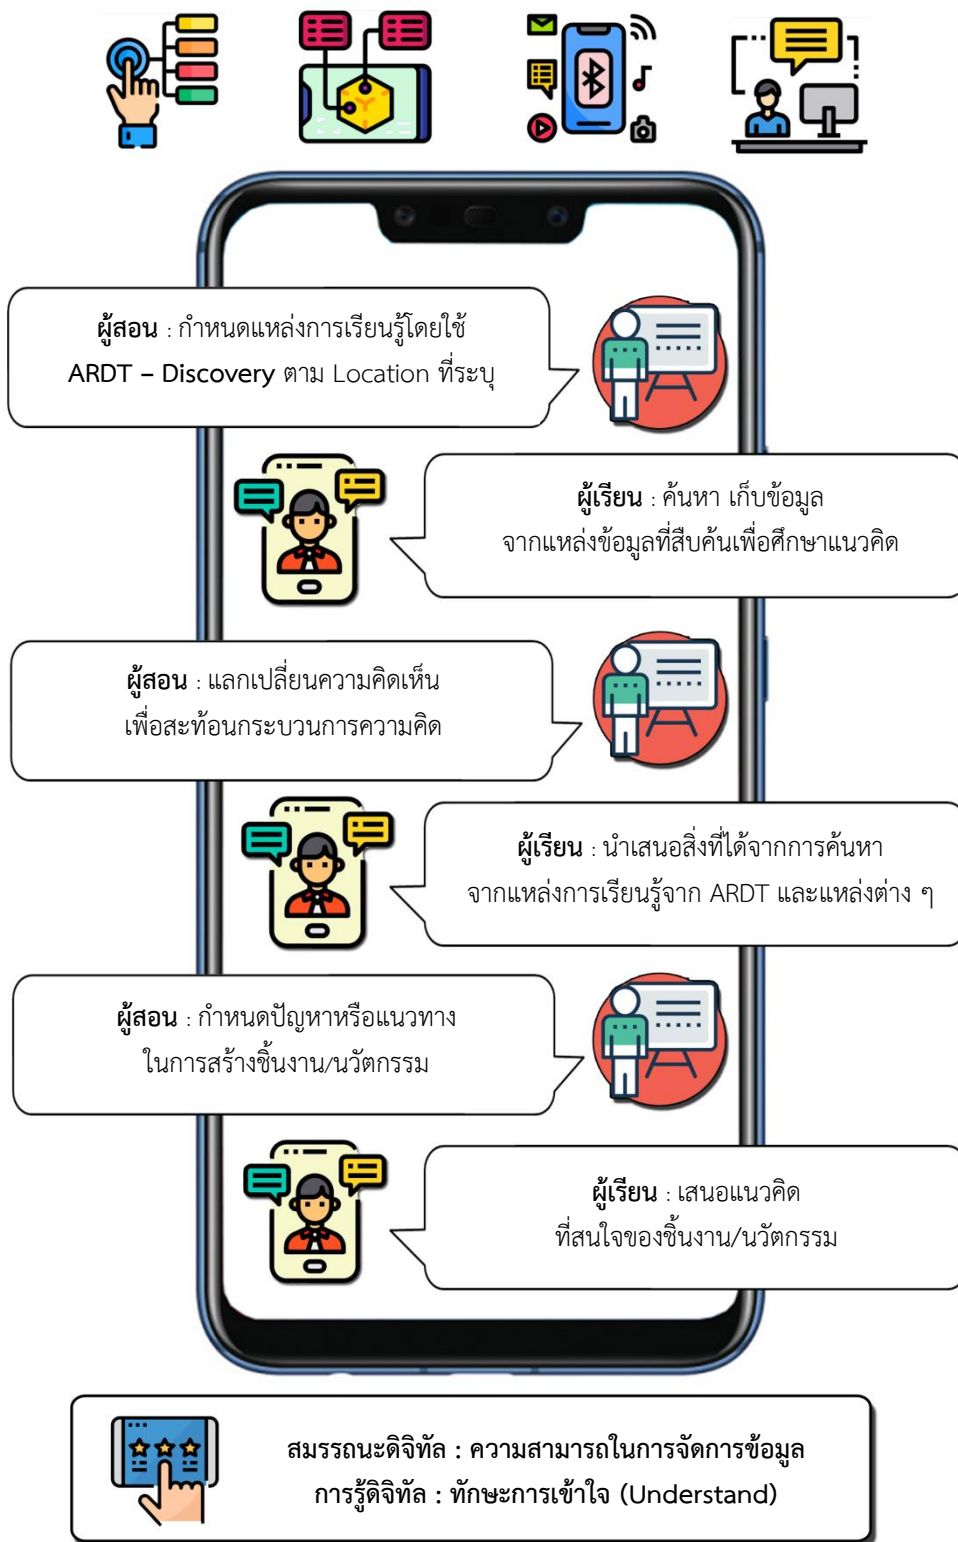 ผู้สอน : กำหนดแหล่งการเรียนรู้โดยใช้
ARDT – Discovery ตาม Location ที่ระบุ
ผู้เรียน : ค้นหา เก็บข้อมูล
จากแหล่งข้อมูลที่สืบค้นเพื่อศึกษาแนวคิด
ผู้สอน : แลกเปลี่ยนความคิดเห็น
เพื่อสะท้อนกระบวนการความคิด
ผู้เรียน : นำเสนอสิ่งที่ได้จากการค้นหา
จากแหล่งการเรียนรู้จาก ARDT และแหล่งต่าง ๆ
ผู้สอน : กำหนดปัญหาหรือแนวทาง
ในการสร้างชิ้นงาน/นวัตกรรม
ผู้เรียน : เสนอแนวคิด
ที่สนใจของชิ้นงาน/นวัตกรรม
สมรรถนะดิจิทัล : ความสามารถในการจัดการข้อมูล
การรู้ดิจิทัล : ทักษะการเข้าใจ (Understand)